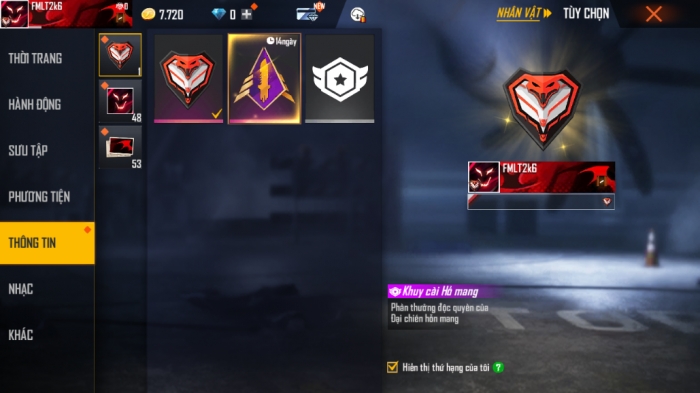 FMLT2k6
0
7.720
0
NEW
NHÂN VẬT
TÙY CHỌN
THỜI TRANG
HÀNH ĐỘNG
SƯU TẬP
PHƯƠNG TIỆN
THÔNG TIN
NHẠC
KHÁC
1
48
53
14ngày
FMLT2k6
Khuy cài Hổ mang
Phần thưởng độc quyền của
Đại chiến hổ mang
Hiển thị thứ hạng của tôi ?